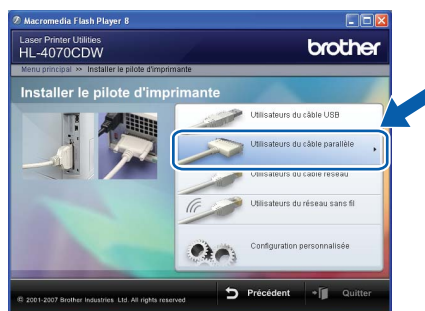 Macromedia Flash Player 8
Laser Printer Utilities
HL-4070CDW
brother
Menu principal >> Installer le pilote d'imprimante
Installer le pilote d'imprimante
Utilisateurs du câble USB
Utilisateurs du câble parallèle
Utilisateurs du câble réseau
Utilisateurs du réseau sans fil
Configuration personnalisée
© 2001-2007 Brother Industries Ltd. All rights reserved
Précédent
Quitter